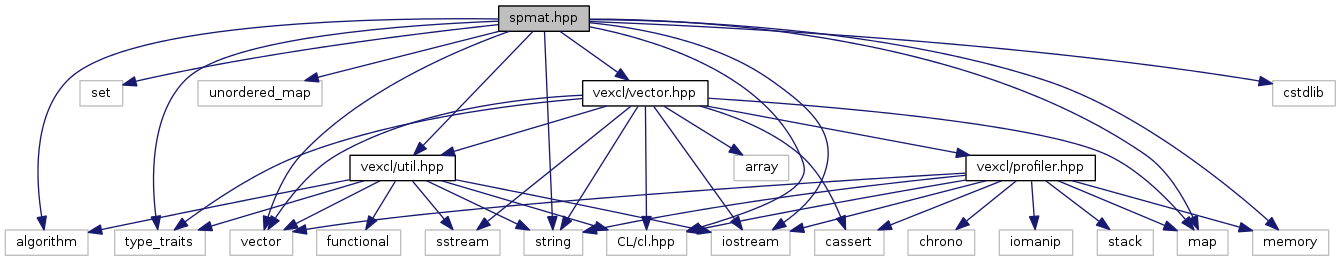 spmat.hpp
set
unordered_map
vexcl/vector.hpp
cstdlib
vexcl/util.hpp
array
vexcl/profiler.hpp
algorithm
type_traits
vector
functional
sstream
string
CL/cl.hpp
iostream
cassert
chrono
iomanip
stack
map
memory